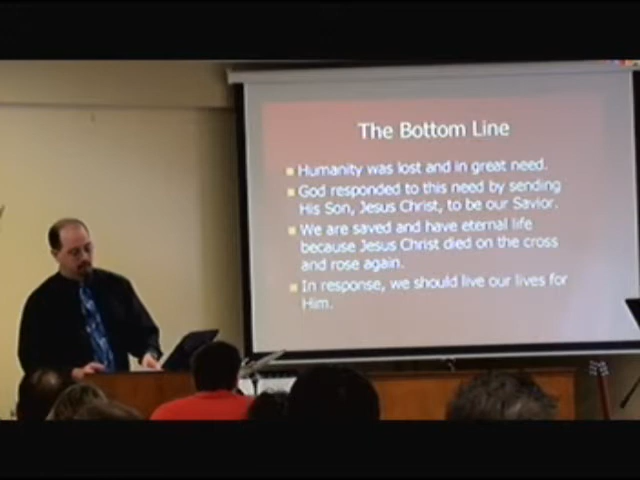 The Bottom Line
Humanity was lost and in great need.
God responded to this need by sending
His Son, Jesus Christ, to be our Savior.
We are saved and have eternal life
because Jesus Christ died on the cross
and rose again.
In response, we should live our lives for
Him.